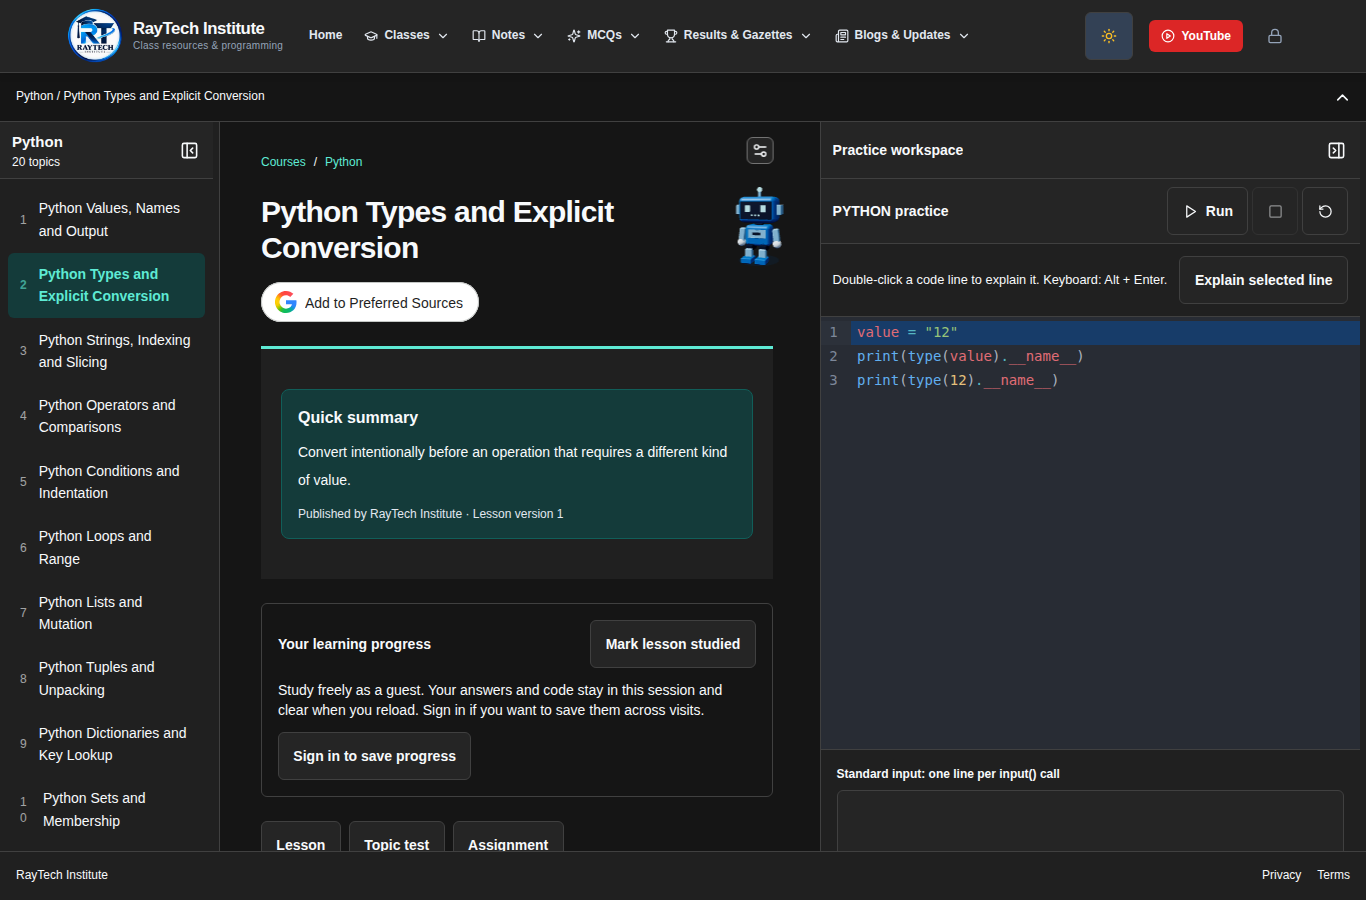 RayTech Institute
Class resources & programming
Home
Classes
Notes
MCQs
Results & Gazettes
Blogs & Updates
YouTube
Python / Python Types and Explicit Conversion
Python
20 topics
1
Python Values, Names
and Output
2
Python Types and
Explicit Conversion
3
Python Strings, Indexing
and Slicing
4
Python Operators and
Comparisons
5
Python Conditions and
Indentation
6
Python Loops and
Range
7
Python Lists and
Mutation
8
Python Tuples and
Unpacking
9
Python Dictionaries and
Key Lookup
10
Python Sets and
Membership
Courses / Python
Python Types and Explicit
Conversion
Add to Preferred Sources
Quick summary
Convert intentionally before an operation that requires a different kind
of value.
Published by RayTech Institute · Lesson version 1
Your learning progress
Mark lesson studied
Study freely as a guest. Your answers and code stay in this session and
clear when you reload. Sign in if you want to save them across visits.
Sign in to save progress
Lesson
Topic test
Assignment
Practice workspace
PYTHON practice
Run
Double-click a code line to explain it. Keyboard: Alt + Enter.
Explain selected line
1 value = "12"
2 print(type(value).__name__)
3 print(type(12).__name__)
Standard input: one line per input() call
RayTech Institute
Privacy
Terms